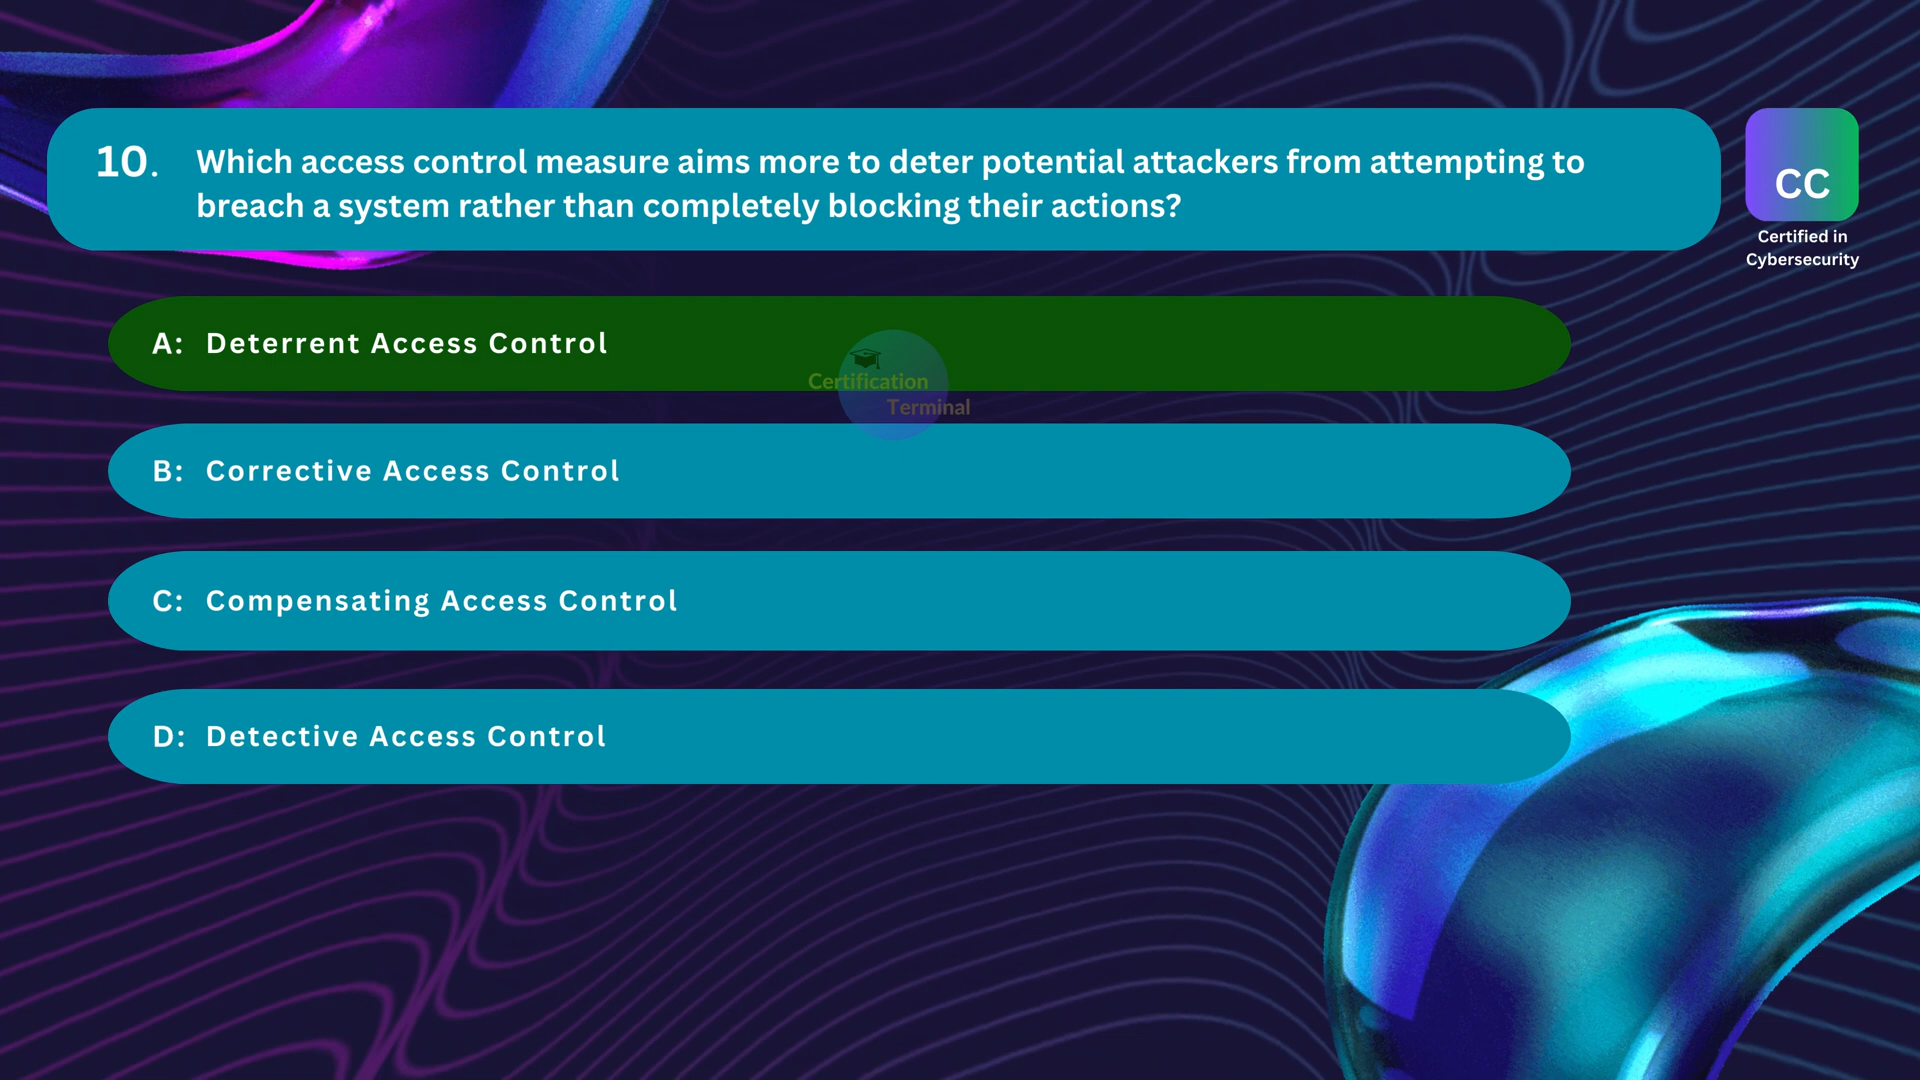 10. Which access control measure aims more to deter potential attackers from attempting to
breach a system rather than completely blocking their actions?
CC
Certified in
Cybersecurity
A: Deterrent Access Control
Certification
Terminal
B: Corrective Access Control
C: Compensating Access Control
D: Detective Access Control